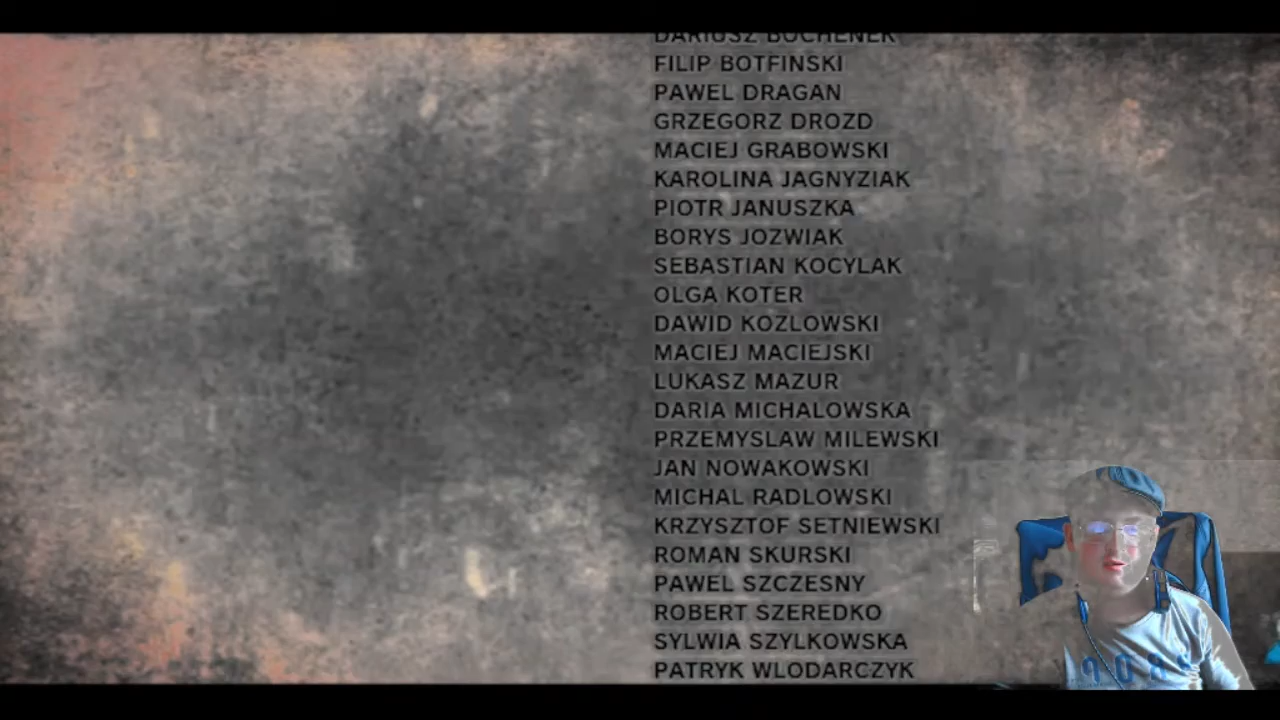 DARIUSZ BOCHENEK
FILIP BOTFINSKI
PAWEL DRAGAN
GRZEGORZ DROZD
MACIEJ GRABOWSKI
KAROLINA JAGNYZIAK
PIOTR JANUSZKA
BORYS JOZWIAK
SEBASTIAN KOCYLAK
OLGA KOTER
DAWID KOZLOWSKI
MACIEJ MACIEJSKI
LUKASZ MAZUR
DARIA MICHALOWSKA
PRZEMYSLAW MILEWSKI
JAN NOWAKOWSKI
MICHAL RADLOWSKI
KRZYSZTOF SETNIEWSKI
ROMAN SKURSKI
PAWEL SZCZESNY
ROBERT SZEREDKO
SYLWIA SZYLKOWSKA
PATRYK WLODARCZYK